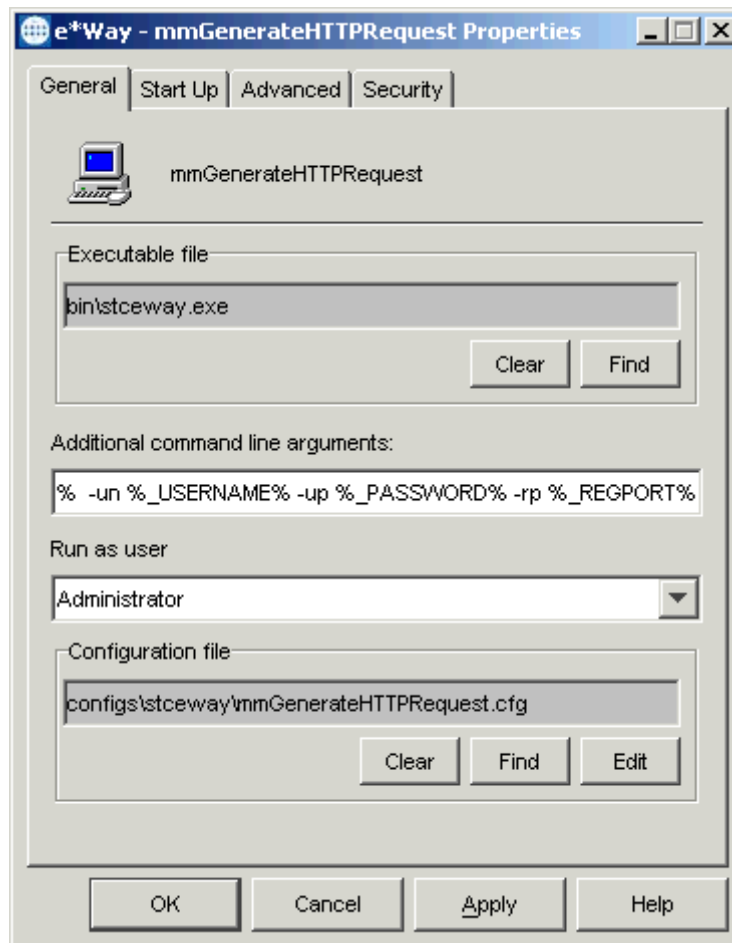 e*Way - mmGenerateHTTPRequest Properties
General Start Up Advanced Security
mmGenerateHTTPRequest
Executable file
bin\stceway.exe
Clear Find
Additional command line arguments:
% -un %_USERNAME% -up %_PASSWORD% -rp %_REGPORT%
Run as user
Administrator
Configuration file
configs\stceway\mmGenerateHTTPRequest.cfg
Clear Find Edit
OK Cancel Apply Help